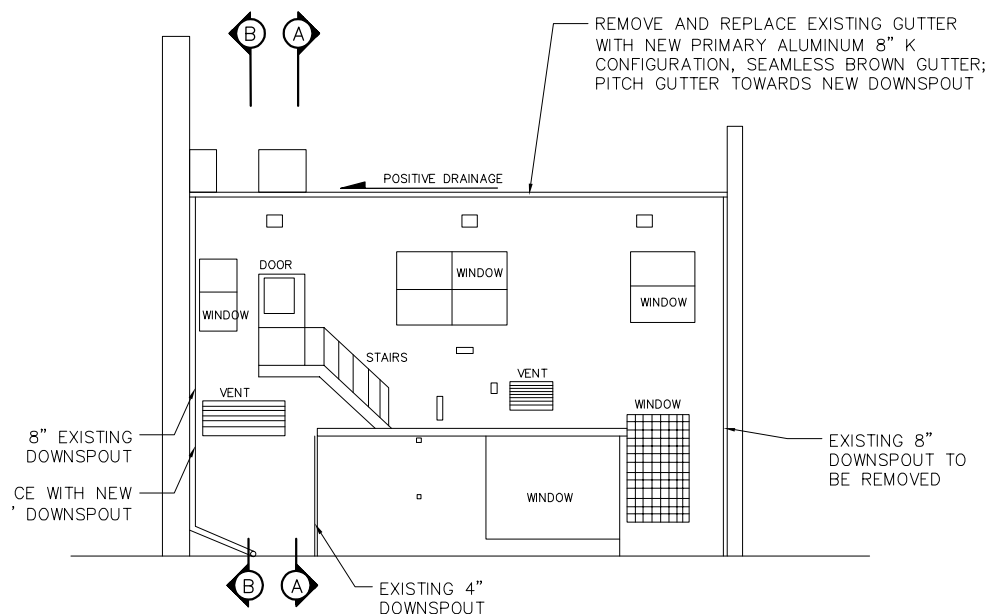 B A
REMOVE AND REPLACE EXISTING GUTTER
WITH NEW PRIMARY ALUMINUM 8” K
CONFIGURATION, SEAMLESS BROWN GUTTER;
PITCH GUTTER TOWARDS NEW DOWNSPOUT
POSITIVE DRAINAGE
DOOR
WINDOW
WINDOW
WINDOW
STAIRS
VENT
VENT
WINDOW
8” EXISTING
DOWNSPOUT
EXISTING 8”
DOWNSPOUT TO
BE REMOVED
CE WITH NEW
’ DOWNSPOUT
WINDOW
B A
EXISTING 4”
DOWNSPOUT